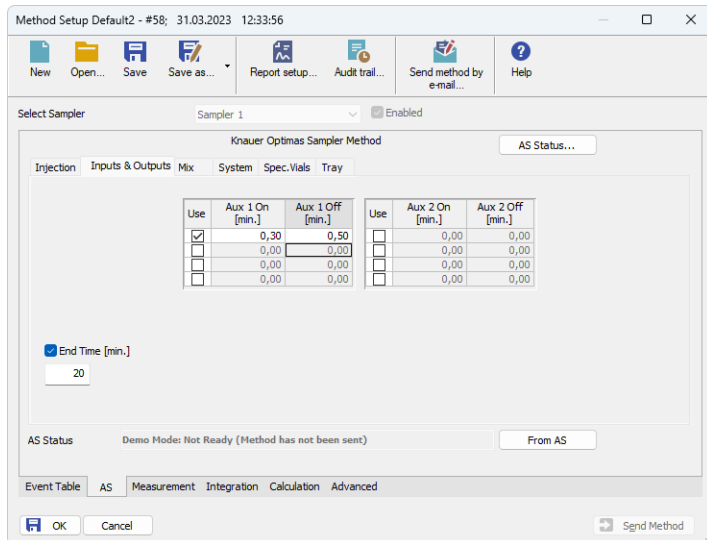 Method Setup Default2 - #58; 31.03.2023 12:33:56
New Open... Save Save as... Report setup... Audit trail... Send method by e-mail... Help
Select Sampler Sampler 1 Enabled
Knauer Optimas Sampler Method
AS Status...
Injection Inputs & Outputs Mix System Spec.Vials Tray
Use Aux 1 On [min.] Aux 1 Off [min.] Use Aux 2 On [min.] Aux 2 Off [min.]
0,30 0,50 0,00 0,00
0,00 0,00 0,00 0,00
0,00 0,00 0,00 0,00
0,00 0,00 0,00 0,00
End Time [min.]
20
AS Status Demo Mode: Not Ready (Method has not been sent) From AS
Event Table AS Measurement Integration Calculation Advanced
OK Cancel Send Method